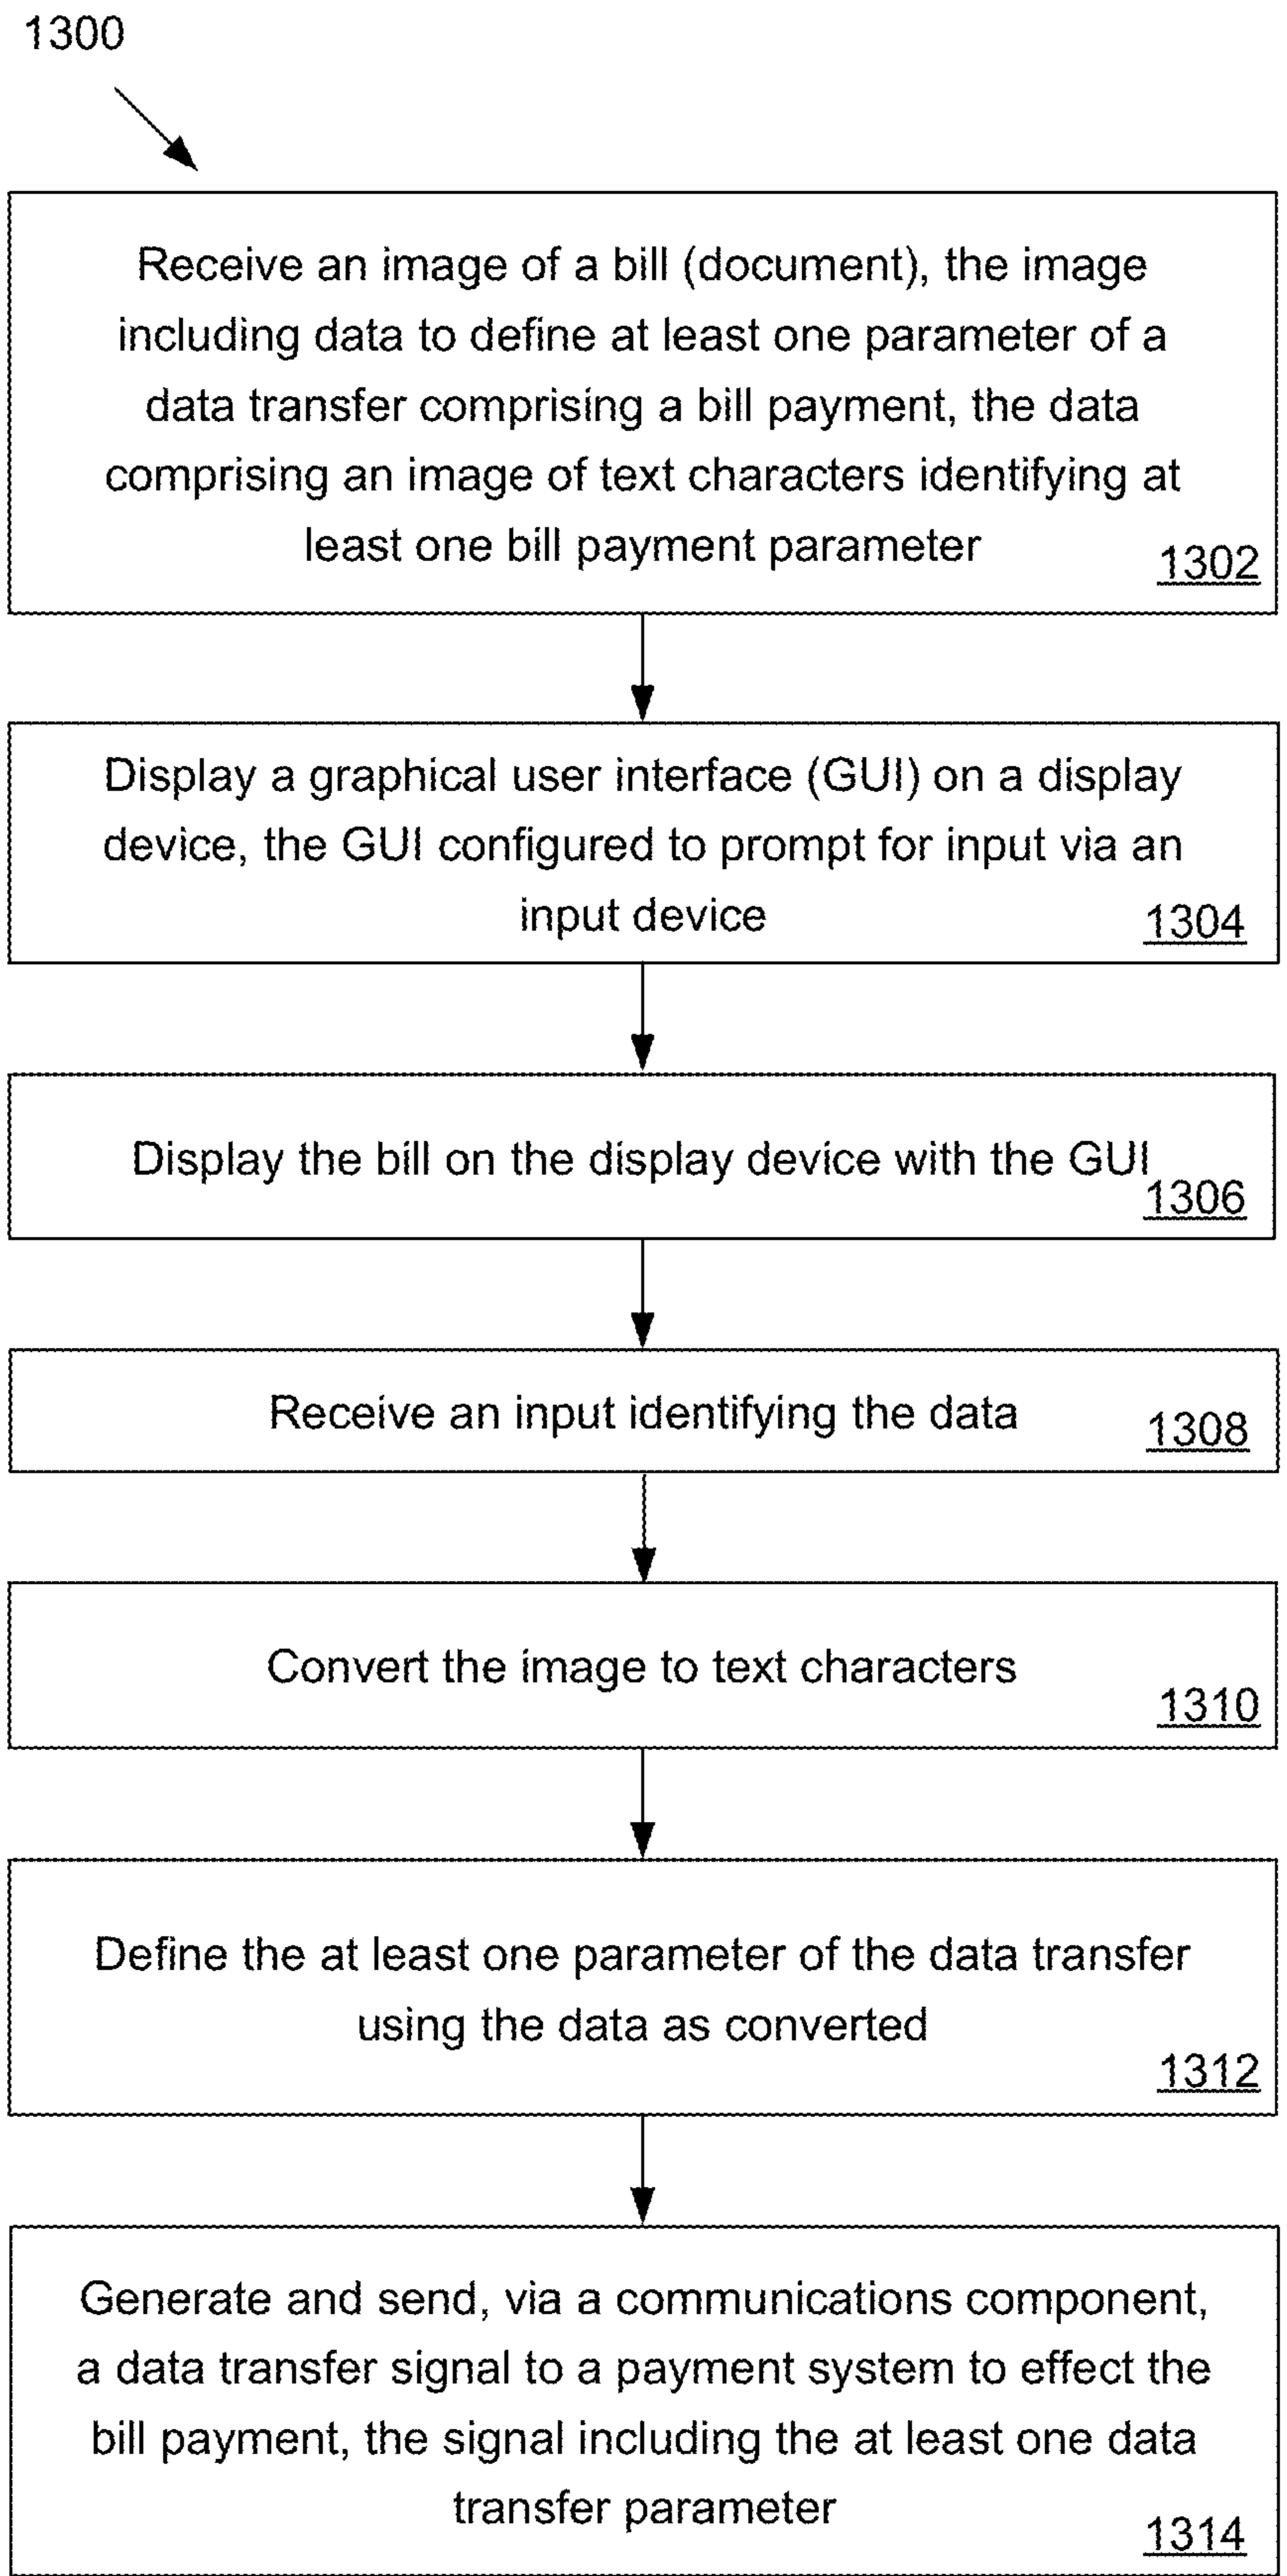 1300
Receive an image of a bill (document), the image
including data to define at least one parameter of a
data transfer comprising a bill payment, the data
comprising an image of text characters identifying at
least one bill payment parameter
1302
Display a graphical user interface (GUI) on a display
device, the GUI configured to prompt for input via an
input device
1304
Display the bill on the display device with the GUI
1306
Receive an input identifying the data
1308
Convert the image to text characters
1310
Define the at least one parameter of the data transfer
using the data as converted
1312
Generate and send, via a communications component,
a data transfer signal to a payment system to effect the
bill payment, the signal including the at least one data
transfer parameter
1314